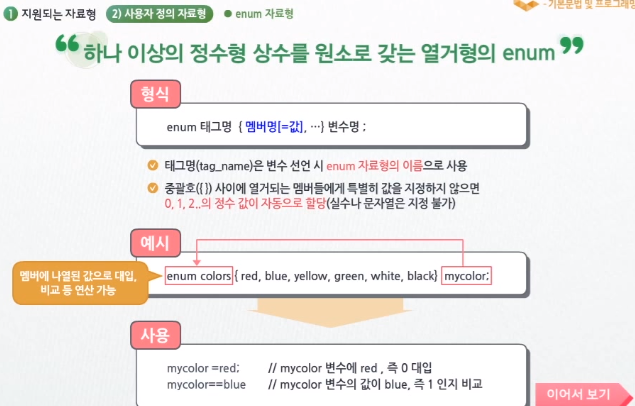 1 지원되는 자료형 2) 사용자 정의 자료형 ● enum 자료형
- 기본문법 및 프로그래밍
“ 하나 이상의 정수형 상수를 원소로 갖는 열거형의 enum ”
형식
enum 태그명 { 멤버명[=값], …} 변수명 ;
태그명(tag_name)은 변수 선언 시 enum 자료형의 이름으로 사용
중괄호({ }) 사이에 열거되는 멤버들에게 특별히 값을 지정하지 않으면
0, 1, 2..의 정수 값이 자동으로 할당(실수나 문자열은 지정 불가)
예시
멤버에 나열된 값으로 대입,
비교 등 연산 가능
enum colors { red, blue, yellow, green, white, black} mycolor;
사용
mycolor =red; // mycolor 변수에 red , 즉 0 대입
mycolor==blue // mycolor 변수의 값이 blue, 즉 1 인지 비교
이어서 보기